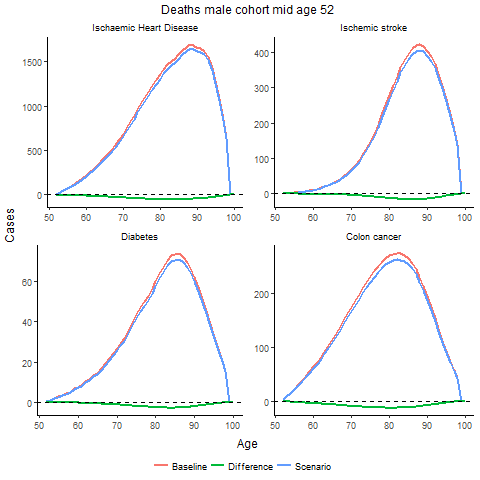 Deaths male cohort mid age 52
Ischaemic Heart Disease
Ischemic stroke
1500
1000
500
0
50 60 70 80 90 100
400
300
200
100
0
50 60 70 80 90 100
Cases
Diabetes
Colon cancer
60
40
20
0
50 60 70 80 90 100
200
100
0
50 60 70 80 90 100
Age
Baseline Difference Scenario